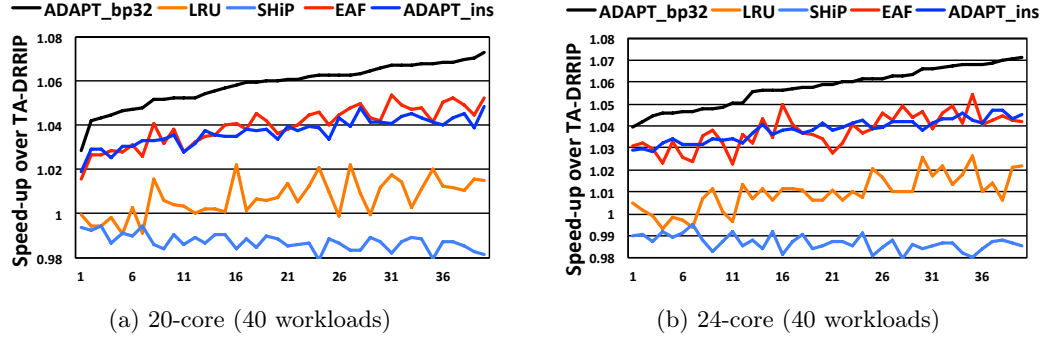 ADAPT_bp32 LRU SHiP EAF ADAPT_ins
Speed-up over TA-DRRIP
1.08
1.06
1.04
1.02
1
0.98
1 6 11 16 21 26 31 36
(a) 20-core (40 workloads)
ADAPT_bp32 LRU SHiP EAF ADAPT_ins
Speed-up over TA-DRRIP
1.08
1.07
1.06
1.05
1.04
1.03
1.02
1.01
1
0.99
0.98
1 6 11 16 21 26 31 36
(b) 24-core (40 workloads)